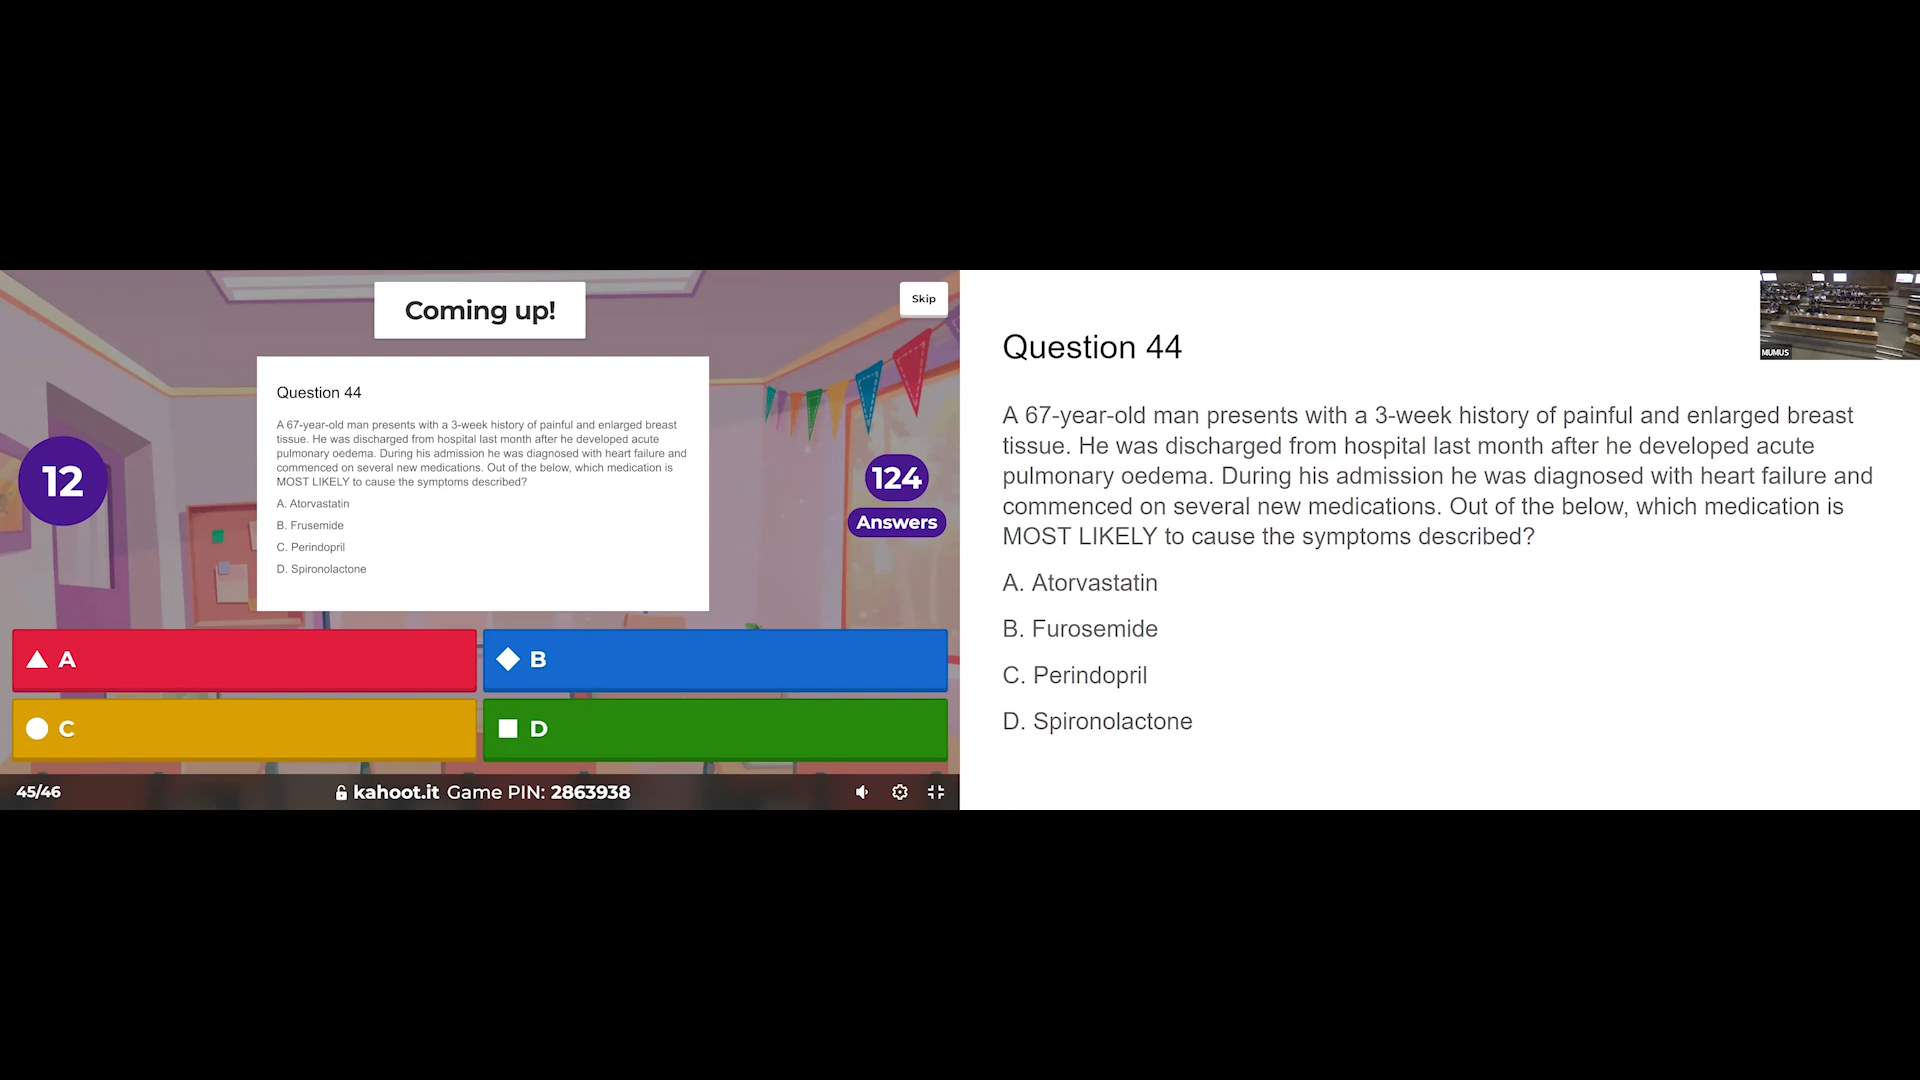 Coming up!
Skip
Question 44
A 67-year-old man presents with a 3-week history of painful and enlarged breast
tissue. He was discharged from hospital last month after he developed acute
pulmonary oedema. During his admission he was diagnosed with heart failure and
commenced on several new medications. Out of the below, which medication is
MOST LIKELY to cause the symptoms described?
A. Atorvastatin
B. Frusemide
C. Perindopril
D. Spironolactone
12
124
Answers
A
B
C
D
45/46
kahoot.it Game PIN: 2863938
Question 44
A 67-year-old man presents with a 3-week history of painful and enlarged breast
tissue. He was discharged from hospital last month after he developed acute
pulmonary oedema. During his admission he was diagnosed with heart failure and
commenced on several new medications. Out of the below, which medication is
MOST LIKELY to cause the symptoms described?
A. Atorvastatin
B. Furosemide
C. Perindopril
D. Spironolactone
MUMUS